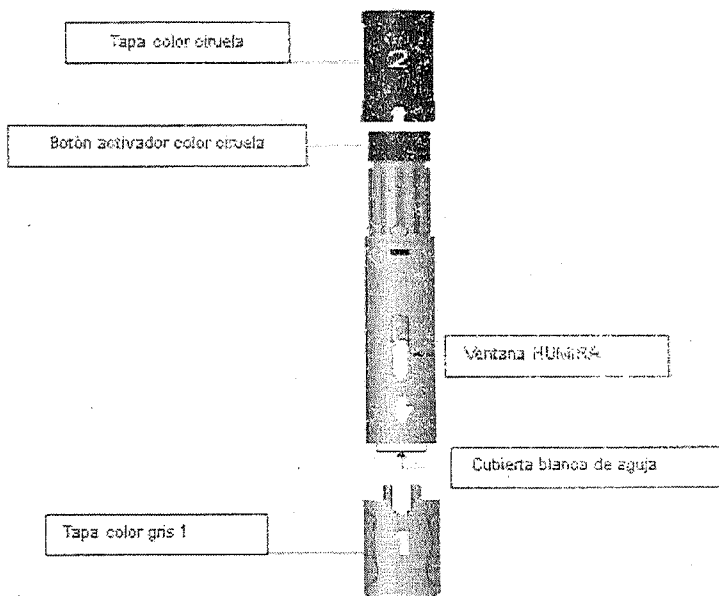 Tapa color ciruela
2
Botón activador color ciruela
Ventana HUMIRA
Cubierta blanca de aguja
Tapa color gris 1
1